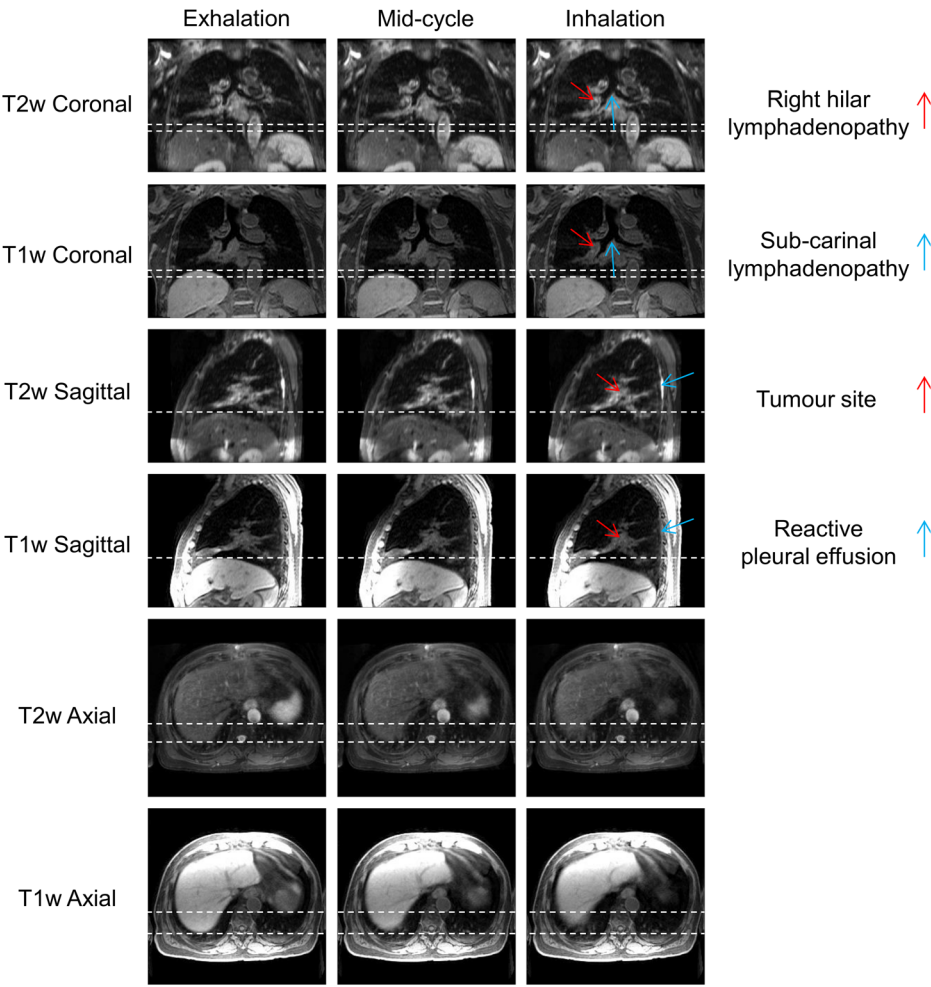 Exhalation Mid-cycle Inhalation
T2w Coronal
Right hilar
lymphadenopathy
T1w Coronal
Sub-carinal
lymphadenopathy
T2w Sagittal
Tumour site
T1w Sagittal
Reactive
pleural effusion
T2w Axial
T1w Axial